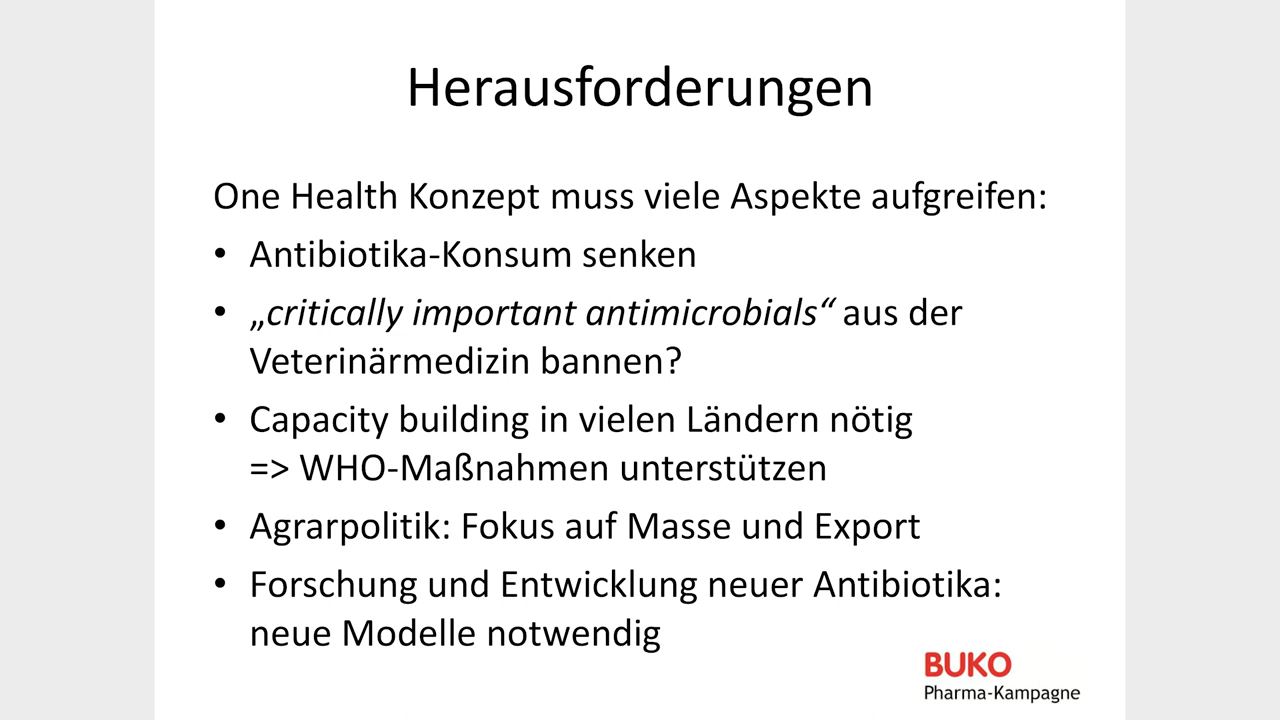 Herausforderungen
One Health Konzept muss viele Aspekte aufgreifen:
• Antibiotika-Konsum senken
• „critically important antimicrobials“ aus der
Veterinärmedizin bannen?
• Capacity building in vielen Ländern nötig
=> WHO-Maßnahmen unterstützen
• Agrarpolitik: Fokus auf Masse und Export
• Forschung und Entwicklung neuer Antibiotika:
neue Modelle notwendig
BUKO
Pharma-Kampagne